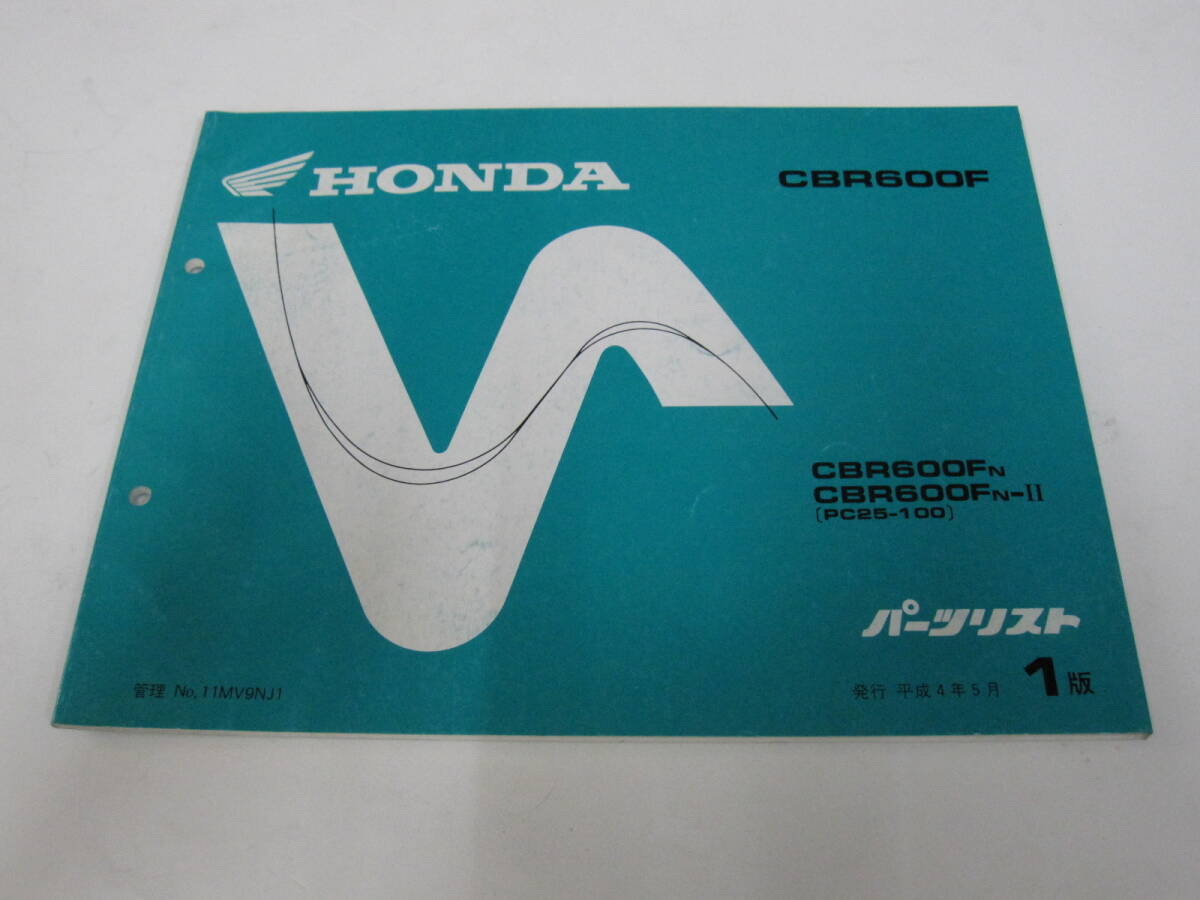 HONDA
CBR600F
CBR600FN
CBR600FN-II
(PC25-100)
パーツリスト
管理 No,11MV9NJ1
発行 平成4年5月 1版